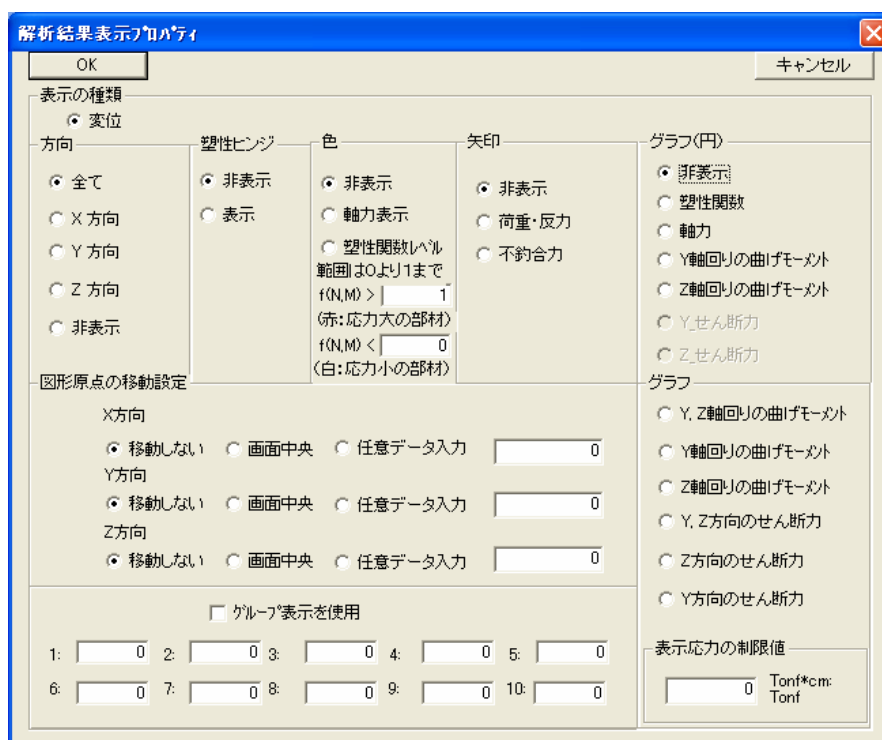 解析結果表示ﾌﾟﾛﾊﾟﾃｨ
OK
キャンセル
表示の種類
変位
方向
全て
X 方向
Y 方向
Z 方向
非表示
塑性ヒンジ
非表示
表示
色
非表示
軸力表示
塑性関数ﾚﾍﾞﾙ
範囲は0より1まで
f(N,M) > 1
(赤:応力大の部材)
f(N,M) < 0
(白:応力小の部材)
矢印
非表示
荷重・反力
不釣合力
グラフ(円)
非表示
塑性関数
軸力
Y軸回りの曲げﾓｰﾒﾝﾄ
Z軸回りの曲げﾓｰﾒﾝﾄ
Y_せん断力
Z_せん断力
図形原点の移動設定
X方向
移動しない 画面中央 任意データ入力 0
Y方向
移動しない 画面中央 任意データ入力 0
Z方向
移動しない 画面中央 任意データ入力 0
グラフ
Y, Z軸回りの曲げﾓｰﾒﾝﾄ
Y軸回りの曲げﾓｰﾒﾝﾄ
Z軸回りの曲げﾓｰﾒﾝﾄ
Y, Z方向のせん断力
Z方向のせん断力
Y方向のせん断力
ｸﾞﾙｰﾌﾟ表示を使用
1: 0 2: 0 3: 0 4: 0 5: 0
6: 0 7: 0 8: 0 9: 0 10: 0
表示応力の制限値
0 Tonf*cm:
Tonf